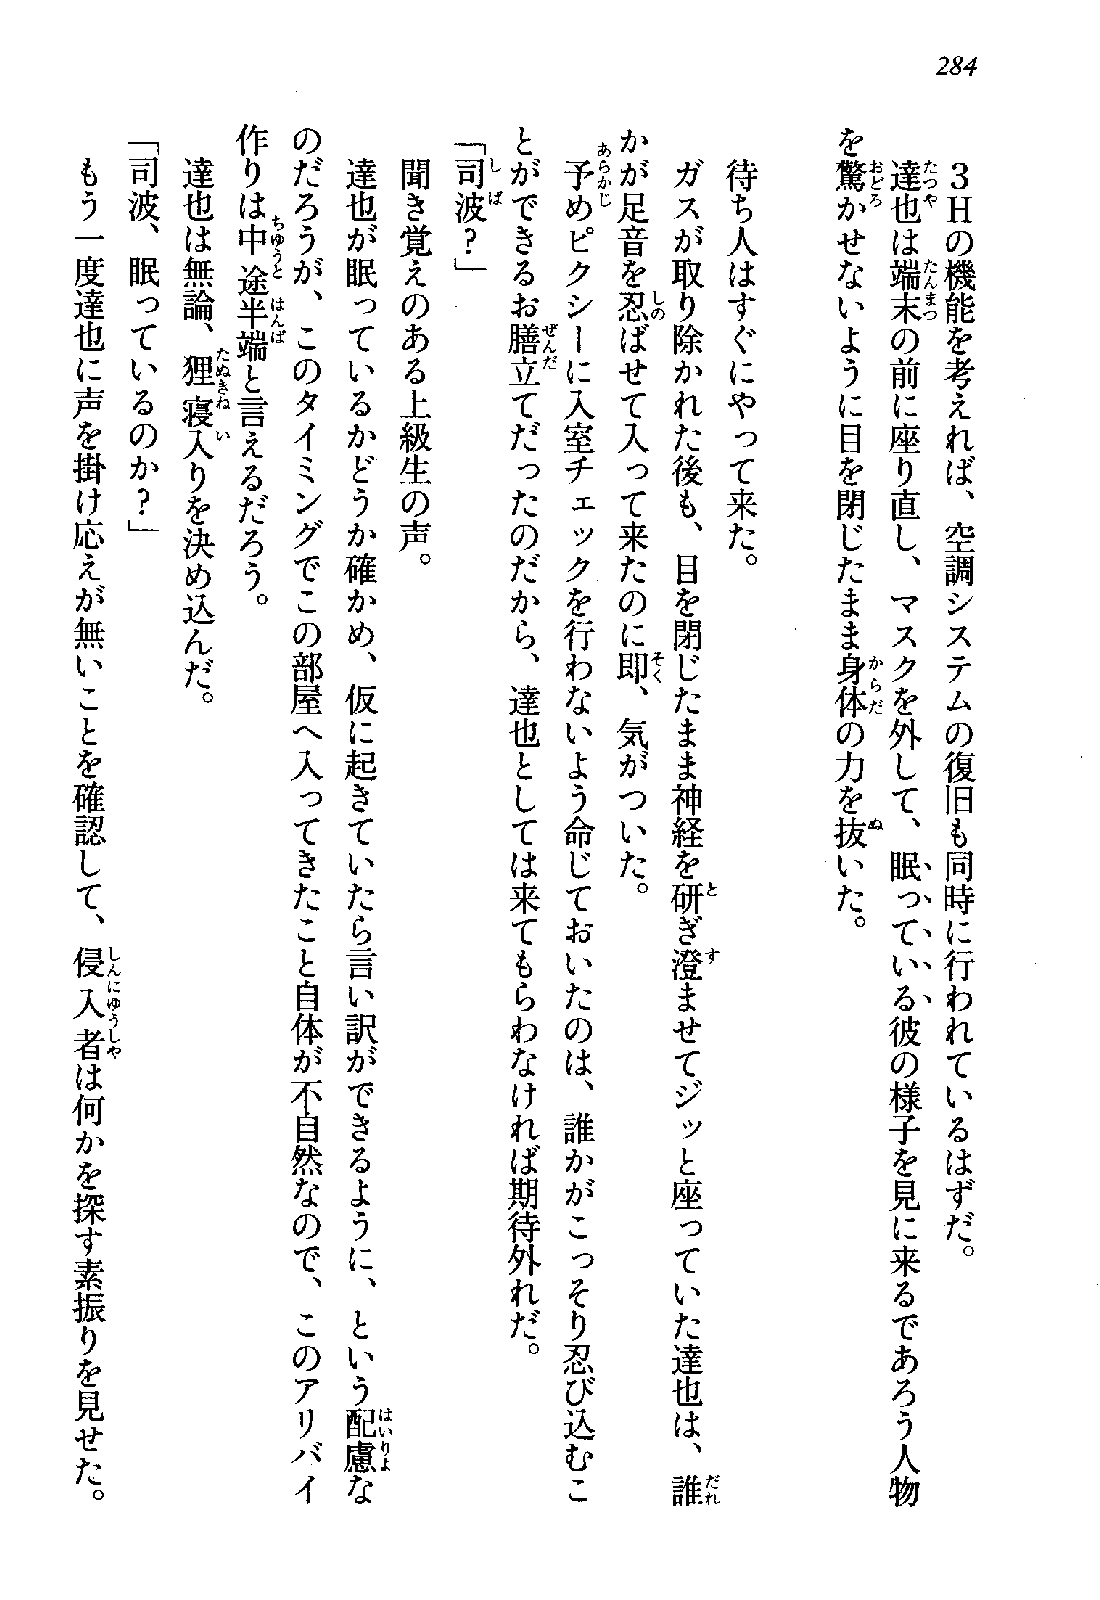 284
３Ｈの機能を考えれば、空調システムの復旧も同時に行われているはずだ。
達也は端末の前に座り直し、マスクを外して、眠っている彼の様子を見に来るであろう人物
を驚かせないように目を閉じたまま身体の力を抜いた。
待ち人はすぐにやって来た。
ガスが取り除かれた後も、目を閉じたまま神経を研ぎ澄ませてジッと座っていた達也は、誰
かが足音を忍ばせて入って来たのに即、気がついた。
予めピクシーに入室チェックを行わないよう命じておいたのは、誰かがこっそり忍び込むこ
とができるお膳立てだったのだから、達也としては来てもらわなければ期待外れだ。
「司波？」
聞き覚えのある上級生の声。
達也が眠っているかどうか確かめ、仮に起きていたら言い訳ができるように、という配慮な
のだろうが、このタイミングでこの部屋へ入ってきたこと自体が不自然なので、このアリバイ
作りは中途半端と言えるだろう。
達也は無論、狸寝入りを決め込んだ。
「司波、眠っているのか？」
もう一度達也に声を掛け応えが無いことを確認して、侵入者は何かを探す素振りを見せた。